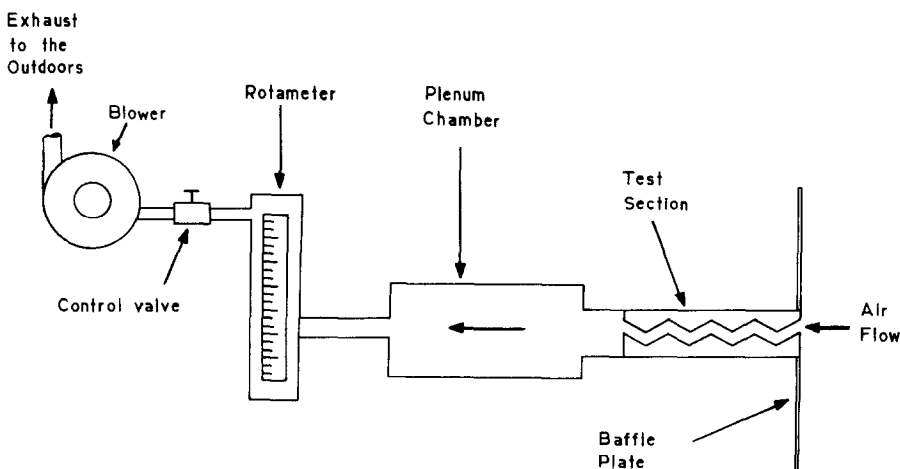 Exhaust
to the
Outdoors
Blower
Rotameter
Plenum
Chamber
Test
Section
Control valve
Air
Flow
Baffle
Plate